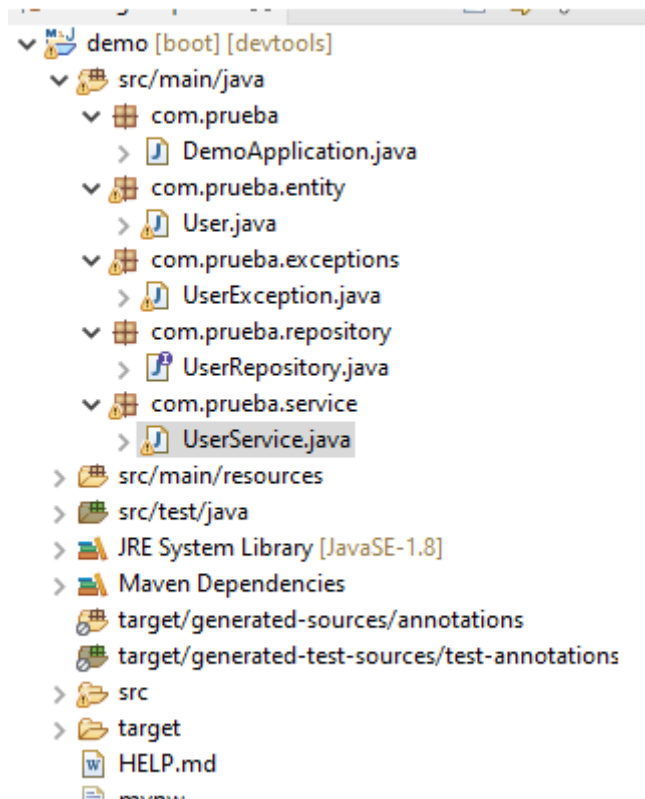 demo [boot] [devtools]
src/main/java
com.prueba
DemoApplication.java
com.prueba.entity
User.java
com.prueba.exceptions
UserException.java
com.prueba.repository
UserRepository.java
com.prueba.service
UserService.java
src/main/resources
src/test/java
JRE System Library [JavaSE-1.8]
Maven Dependencies
target/generated-sources/annotations
target/generated-test-sources/test-annotations
src
target
HELP.md